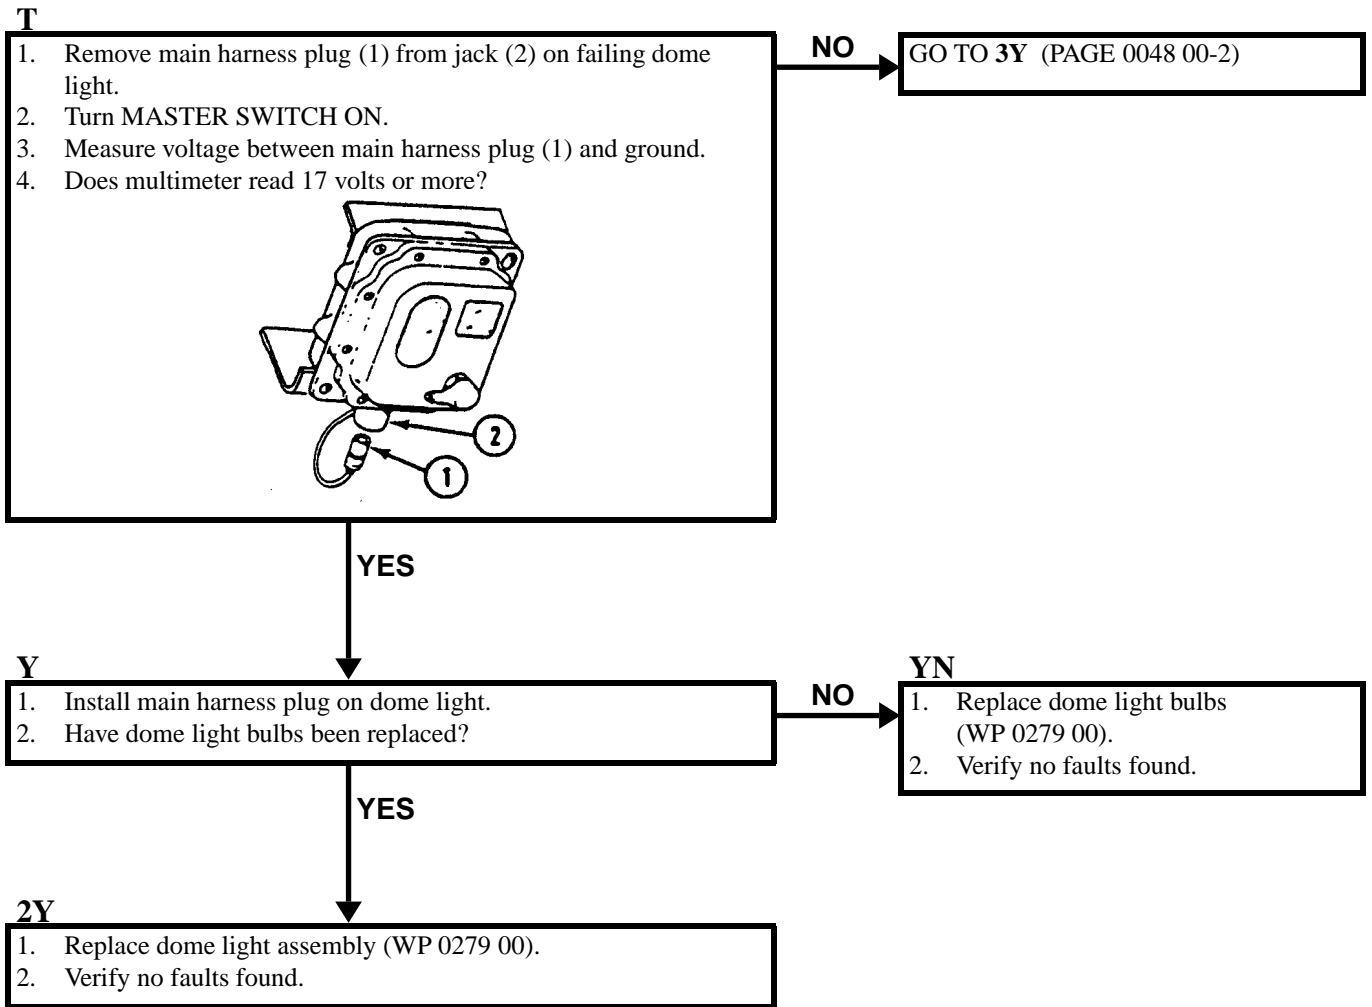 T
1. Remove main harness plug (1) from jack (2) on failing dome
light.
2. Turn MASTER SWITCH ON.
3. Measure voltage between main harness plug (1) and ground.
4. Does multimeter read 17 volts or more?
NO
GO TO 3Y (PAGE 0048 00-2)
2
1
YES
Y
1. Install main harness plug on dome light.
2. Have dome light bulbs been replaced?
NO
YN
1. Replace dome light bulbs
(WP 0279 00).
2. Verify no faults found.
YES
2Y
1. Replace dome light assembly (WP 0279 00).
2. Verify no faults found.